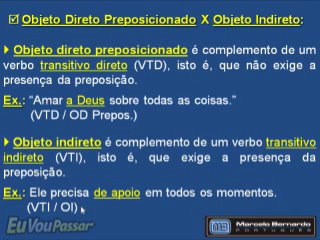 ☑ Objeto Direto Preposicionado X Objeto Indireto:
Objeto direto preposicionado é complemento de um
verbo transitivo direto (VTD), isto é, que não exige a
presença da preposição.
Ex.: “Amar a Deus sobre todas as coisas.”
(VTD / OD Prepos.)
Objeto indireto é complemento de um verbo transitivo
indireto (VTI), isto é, que exige a presença da
preposição.
Ex.: Ele precisa de apoio em todos os momentos.
(VTI / OI)
EuVouPassar
MB Marcelo Bernardo
PORTUGUÊS